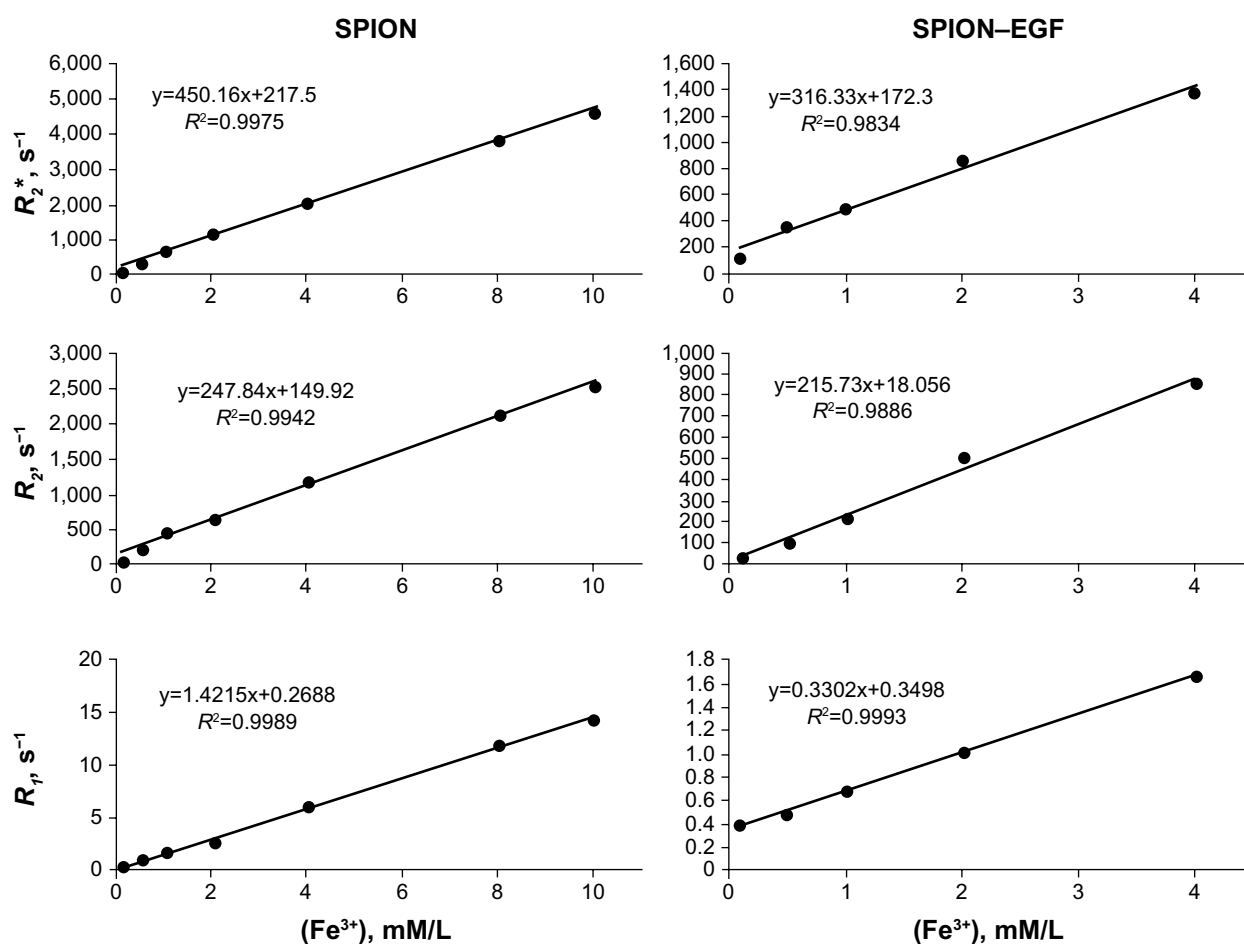 SPION
SPION–EGF
R₂*, s⁻¹
6,000
5,000
4,000
3,000
2,000
1,000
0
y=450.16x+217.5
R²=0.9975
0 2 4 6 8 10
1,600
1,400
1,200
1,000
800
600
400
200
0
y=316.33x+172.3
R²=0.9834
0 1 2 3 4
R₂, s⁻¹
3,000
2,500
2,000
1,500
1,000
500
0
y=247.84x+149.92
R²=0.9942
0 2 4 6 8 10
1,000
900
800
700
600
500
400
300
200
100
0
y=215.73x+18.056
R²=0.9886
0 1 2 3 4
R₁, s⁻¹
20
15
10
5
0
y=1.4215x+0.2688
R²=0.9989
0 2 4 6 8 10
(Fe³⁺), mM/L
1.8
1.6
1.4
1.2
1.0
0.8
0.6
0.4
0.2
0
y=0.3302x+0.3498
R²=0.9993
0 1 2 3 4
(Fe³⁺), mM/L